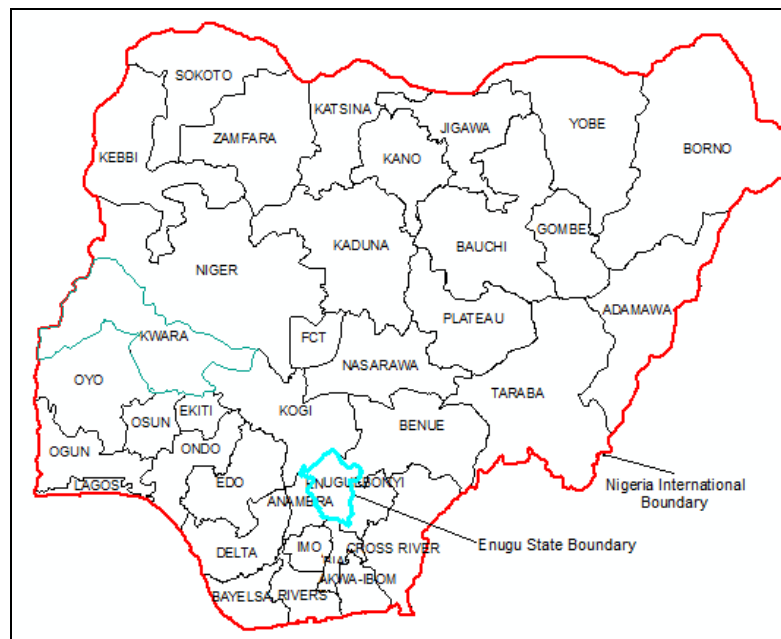 SOKOTO
KATSINA
YOBE
JIGAWA
ZAMFARA
BORNO
KEBBI
KANO
GOMBE
KADUNA
BAUCHI
NIGER
ADAMAWA
PLATEAU
KWARA
FCT
NASARAWA
OYO
TARABA
EKITI
KOGI
OSUN
BENUE
ONDO
OGUN
EDO
LAGOS
ANAMBRA
Nigeria International
Boundary
Enugu State Boundary
IMO
CROSS RIVER
DELTA
AKWA-IBOM
BAYELSA
RIVERS